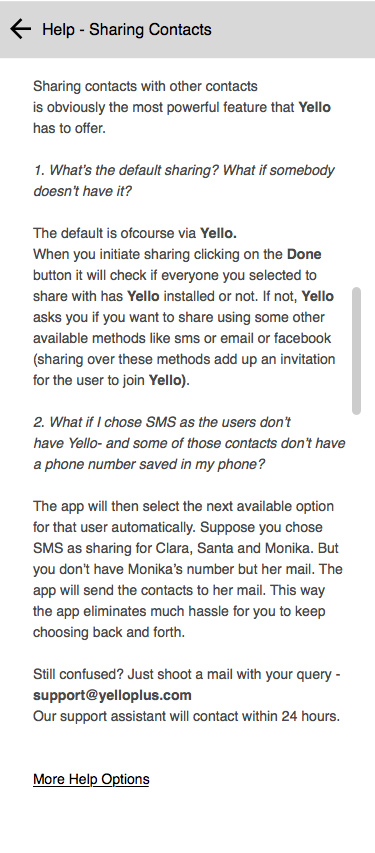 Help - Sharing Contacts
Sharing contacts with other contacts
is obviously the most powerful feature that Yello
has to offer.
1. What's the default sharing? What if somebody
doesn't have it?
The default is ofcourse via Yello.
When you initiate sharing clicking on the Done
button it will check if everyone you selected to
share with has Yello installed or not. If not, Yello
asks you if you want to share using some other
available methods like sms or email or facebook
(sharing over these methods add up an invitation
for the user to join Yello).
2. What if I chose SMS as the users don't
have Yello- and some of those contacts don't have
a phone number saved in my phone?
The app will then select the next available option
for that user automatically. Suppose you chose
SMS as sharing for Clara, Santa and Monika. But
you don't have Monika's number but her mail. The
app will send the contacts to her mail. This way
the app eliminates much hassle for you to keep
choosing back and forth.
Still confused? Just shoot a mail with your query -
support@yelloplus.com
Our support assistant will contact within 24 hours.
More Help Options